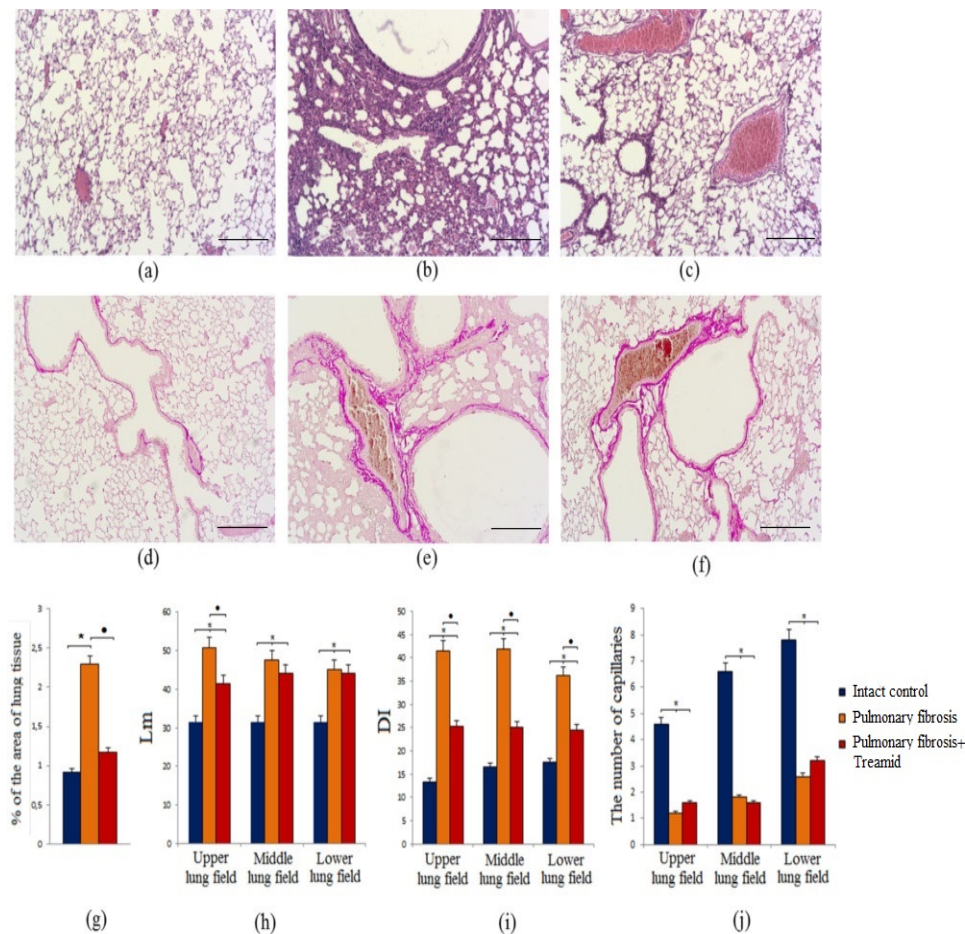 (a)
(b)
(c)
(d)
(e)
(f)
% of the area of lung tissue
3
2,5
2
1,5
1
0,5
0
*
•
(g)
Lm
60
50
40
30
20
10
0
•
*
*
*
Upper
lung field
Middle
lung field
Lower
lung field
(h)
DI
50
45
40
35
30
25
20
15
10
5
0
•
*
•
*
•
*
Upper
lung field
Middle
lung field
Lower
lung field
(i)
The number of capillaries
9
8
7
6
5
4
3
2
1
0
*
*
*
Upper
lung field
Middle
lung field
Lower
lung field
(j)
Intact control
Pulmonary fibrosis
Pulmonary fibrosis+
Treamid